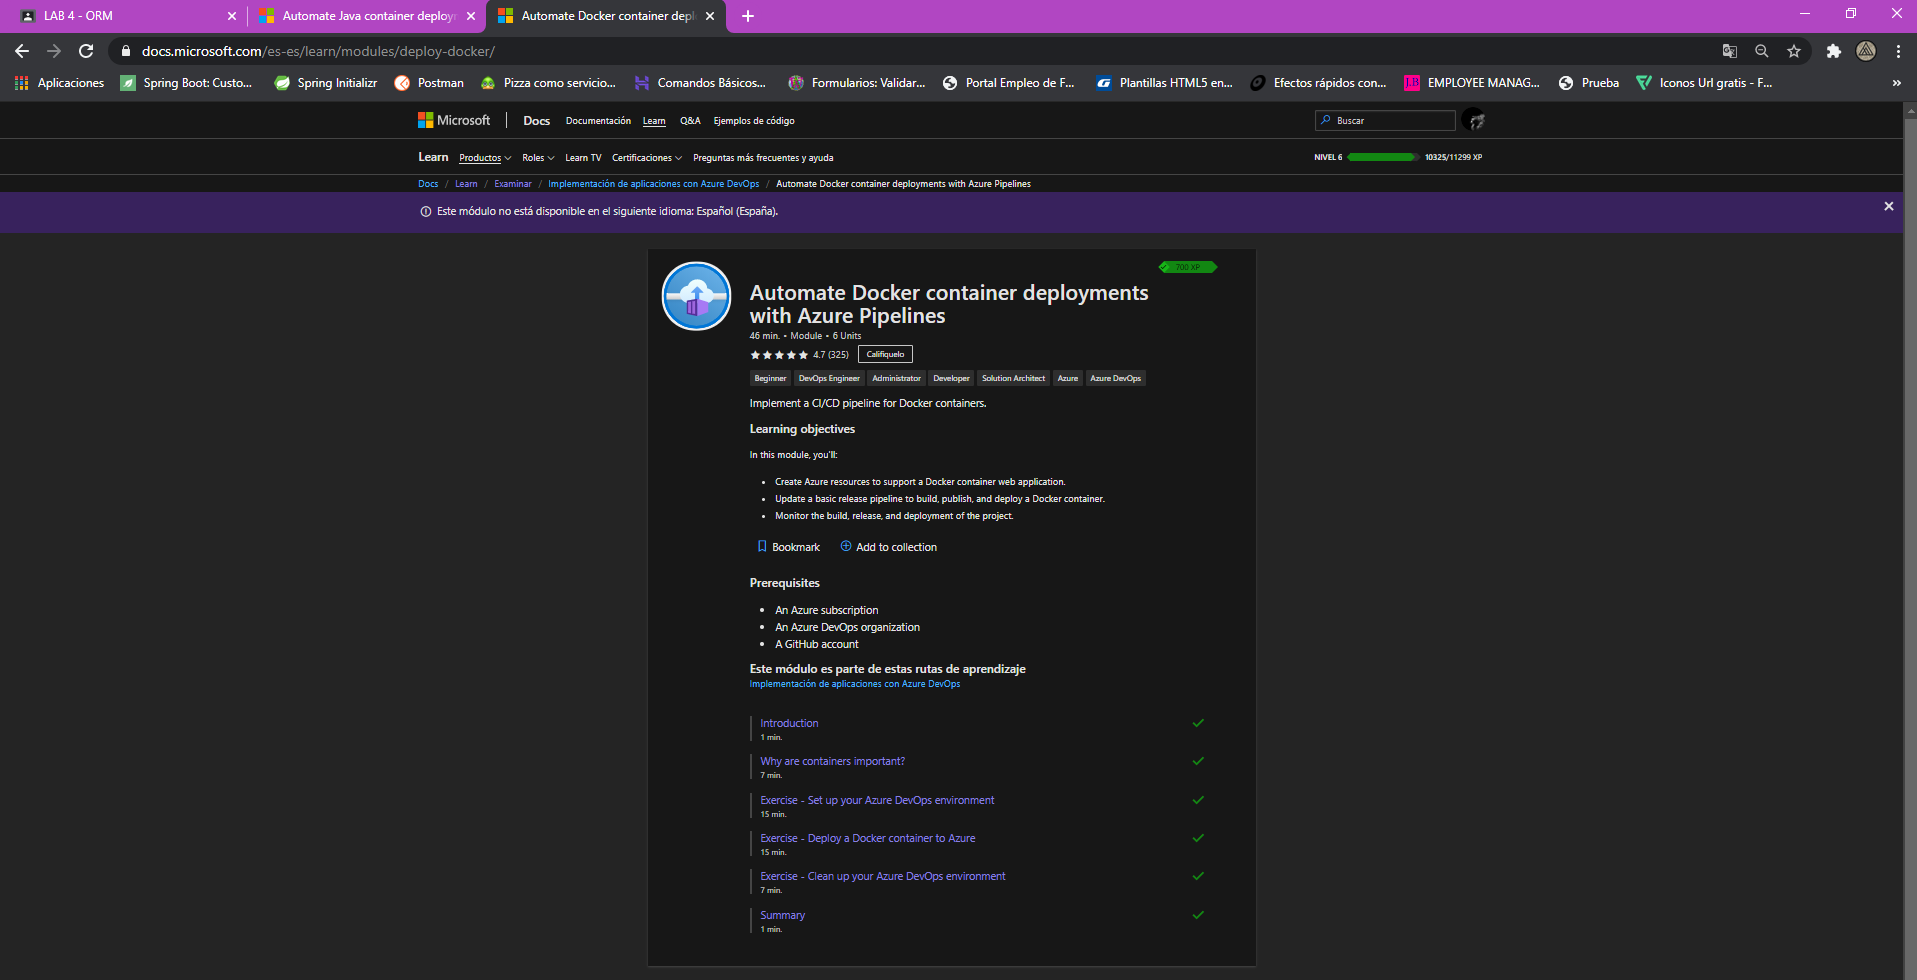 LAB 4 - ORM
Automate Java container deploy
Automate Docker container dep
docs.microsoft.com/es-es/learn/modules/deploy-docker/
Aplicaciones
Spring Boot: Custo...
Spring Initializr
Postman
Pizza como servicio...
Comandos Básicos...
Formularios: Validar...
Portal Empleo de F...
Plantillas HTML5 en...
Efectos rápidos con...
EMPLOYEE MANAG...
Prueba
Iconos Url gratis - F...
»
Microsoft
Docs
Documentación
Learn
Q&A
Ejemplos de código
Buscar
Learn
Productos
Roles
Learn TV
Certificaciones
Preguntas más frecuentes y ayuda
NIVEL 6
10325/11299 XP
Docs / Learn / Examinar / Implementación de aplicaciones con Azure DevOps / Automate Docker container deployments with Azure Pipelines
Este módulo no está disponible en el siguiente idioma: Español (España).
700 XP
Automate Docker container deployments
with Azure Pipelines
46 min. • Module • 6 Units
4.7 (325)
Califíquelo
Beginner
DevOps Engineer
Administrator
Developer
Solution Architect
Azure
Azure DevOps
Implement a CI/CD pipeline for Docker containers.
Learning objectives
In this module, you'll:
• Create Azure resources to support a Docker container web application.
• Update a basic release pipeline to build, publish, and deploy a Docker container.
• Monitor the build, release, and deployment of the project.
Bookmark
Add to collection
Prerequisites
• An Azure subscription
• An Azure DevOps organization
• A GitHub account
Este módulo es parte de estas rutas de aprendizaje
Implementación de aplicaciones con Azure DevOps
Introduction
1 min.
Why are containers important?
7 min.
Exercise - Set up your Azure DevOps environment
15 min.
Exercise - Deploy a Docker container to Azure
15 min.
Exercise - Clean up your Azure DevOps environment
7 min.
Summary
1 min.